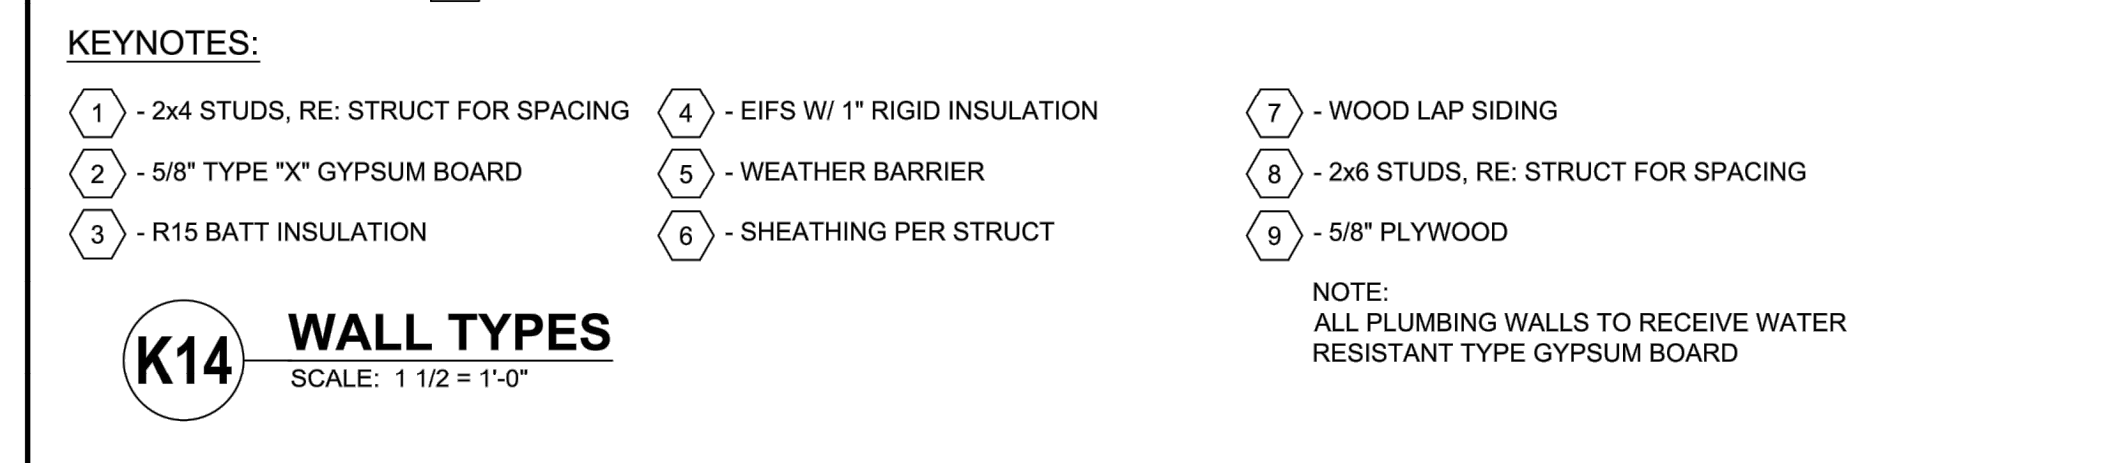 KEYNOTES:
1 - 2x4 STUDS, RE: STRUCT FOR SPACING
2 - 5/8" TYPE "X" GYPSUM BOARD
3 - R15 BATT INSULATION
4 - EIFS W/ 1" RIGID INSULATION
5 - WEATHER BARRIER
6 - SHEATHING PER STRUCT
7 - WOOD LAP SIDING
8 - 2x6 STUDS, RE: STRUCT FOR SPACING
9 - 5/8" PLYWOOD
NOTE:
ALL PLUMBING WALLS TO RECEIVE WATER
RESISTANT TYPE GYPSUM BOARD
K14
WALL TYPES
SCALE: 1 1/2 = 1'-0"